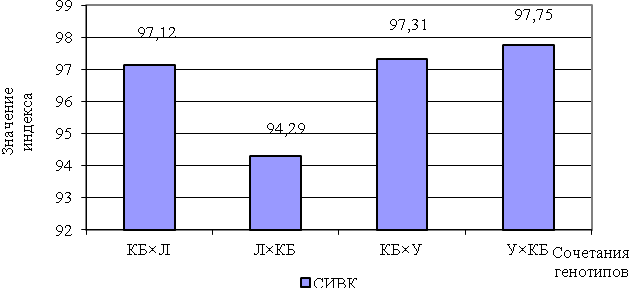 99
98
97
96
95
94
93
92
Значение
индекса
97,12
94,29
97,31
97,75
КБ×Л
Л×КБ
КБ×У
У×КБ
Сочетания
генотипов
СИВК